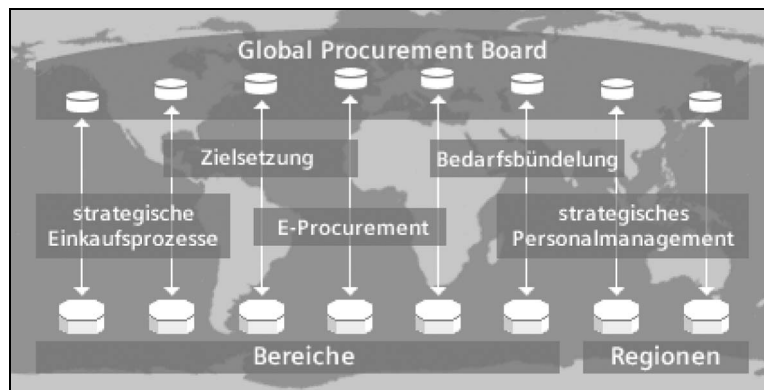 Global Procurement Board
Zielsetzung
Bedarfsbündelung
strategische
Einkaufsprozesse
E-Procurement
strategisches
Personalmanagement
Bereiche
Regionen